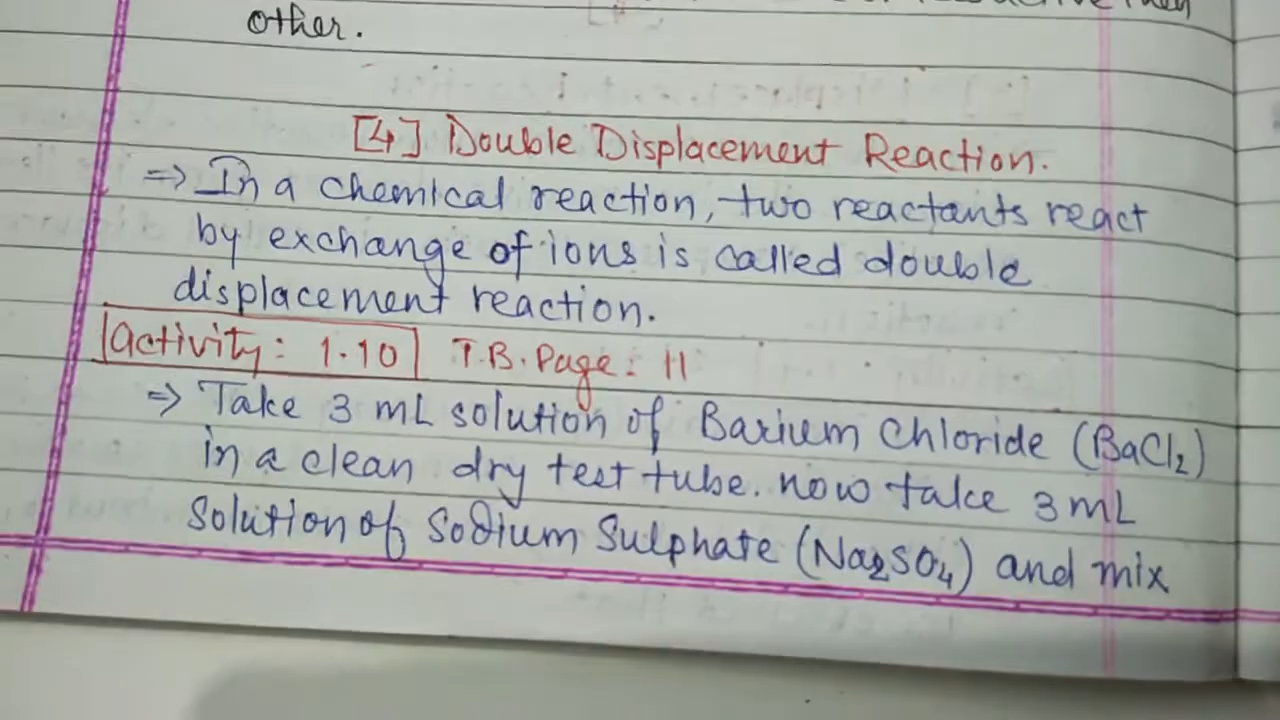 other.
[4] Double Displacement Reaction.
⇒ In a chemical reaction, two reactants react
by exchange of ions is called double
displacement reaction.
Activity: 1.10 T.B. Page: 11
⇒ Take 3 mL solution of Barium Chloride (BaCl₂)
in a clean dry test tube. now take 3 mL
Solution of Sodium Sulphate (Na₂SO₄) and mix